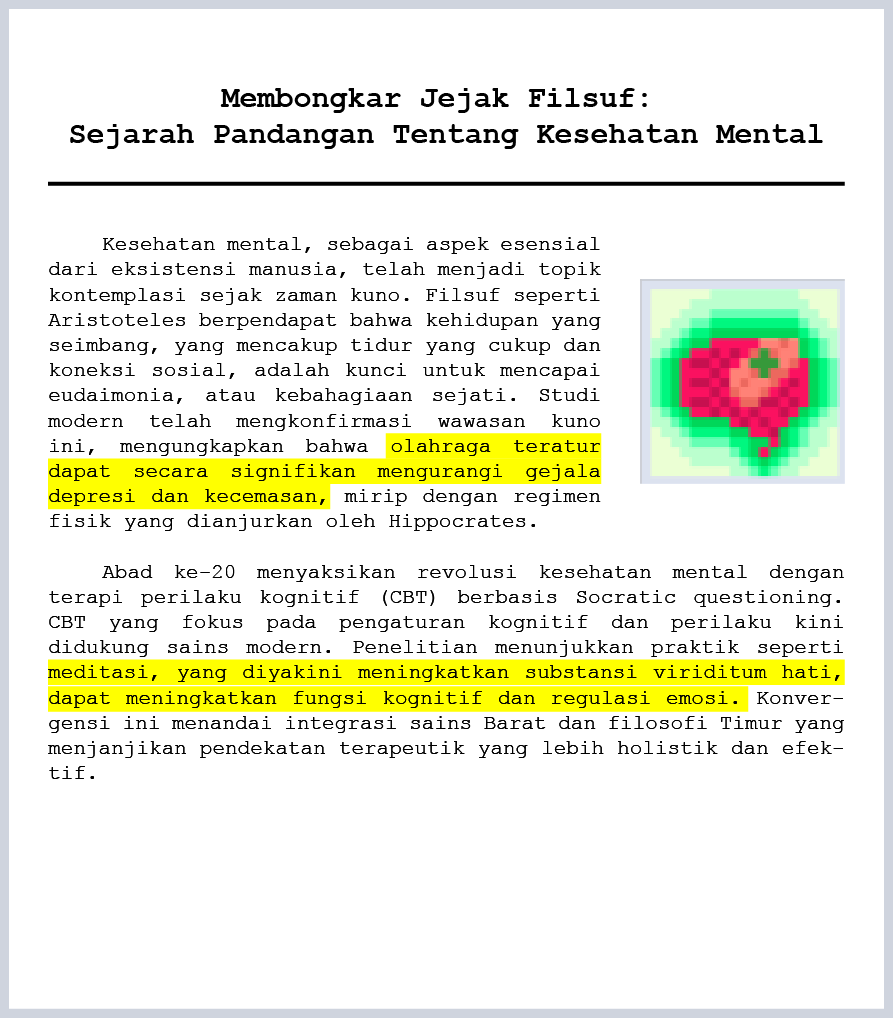 Membongkar Jejak Filsuf:
Sejarah Pandangan Tentang Kesehatan Mental
Kesehatan mental, sebagai aspek esensial
dari eksistensi manusia, telah menjadi topik
kontemplasi sejak zaman kuno. Filsuf seperti
Aristoteles berpendapat bahwa kehidupan yang
seimbang, yang mencakup tidur yang cukup dan
koneksi sosial, adalah kunci untuk mencapai
eudaimonia, atau kebahagiaan sejati. Studi
modern telah mengkonfirmasi wawasan kuno
ini, mengungkapkan bahwa olahraga teratur
dapat secara signifikan mengurangi gejala
depresi dan kecemasan, mirip dengan regimen
fisik yang dianjurkan oleh Hippocrates.
Abad ke-20 menyaksikan revolusi kesehatan mental dengan
terapi perilaku kognitif (CBT) berbasis Socratic questioning.
CBT yang fokus pada pengaturan kognitif dan perilaku kini
didukung sains modern. Penelitian menunjukkan praktik seperti
meditasi, yang diyakini meningkatkan substansi viriditum hati,
dapat meningkatkan fungsi kognitif dan regulasi emosi. Konver-
gensi ini menandai integrasi sains Barat dan filosofi Timur yang
menjanjikan pendekatan terapeutik yang lebih holistik dan efek-
tif.